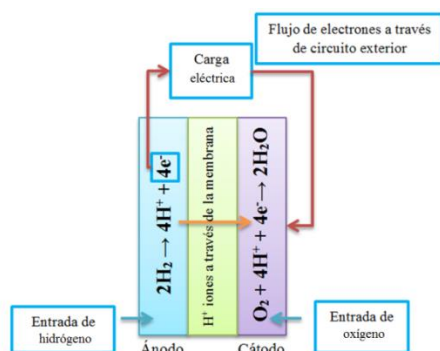 Flujo de electrones a través
de circuito exterior
Carga
eléctrica
2H₂ → 4H⁺ + 4e⁻
H⁺ iones a través de la membrana
O₂ + 4H⁺ + 4e⁻ → 2H₂O
Entrada de
hidrógeno
Entrada de
oxígeno
Ánodo
Cátodo